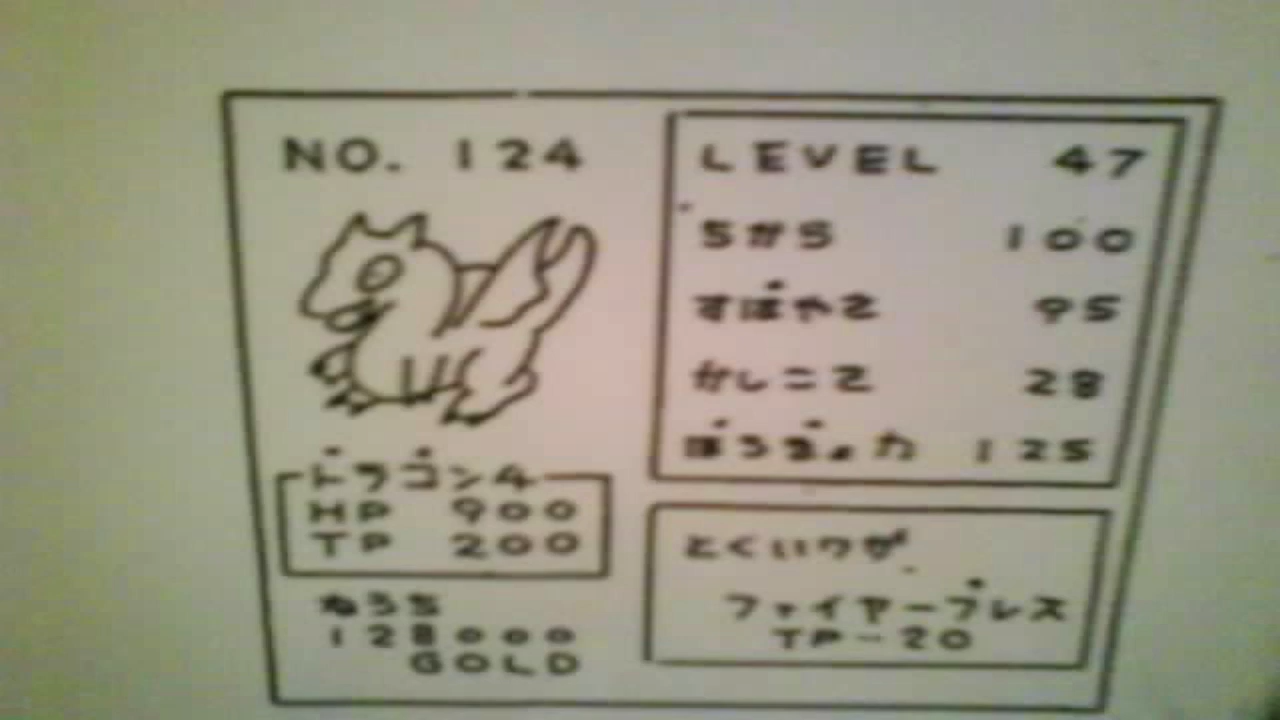 NO. 124
ドラゴン4
HP 900
TP 200
ねうち
128000
GOLD
LEVEL 47
ちから 100
すばやさ 95
かしこさ 28
ぼうぎょ力 125
とくいワザ
ファイヤーブレス
TP-20